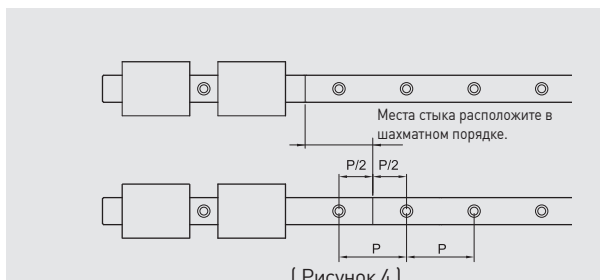 Места стыка расположите в
шахматном порядке.
P/2 P/2
P P
( Рисунок 4 )